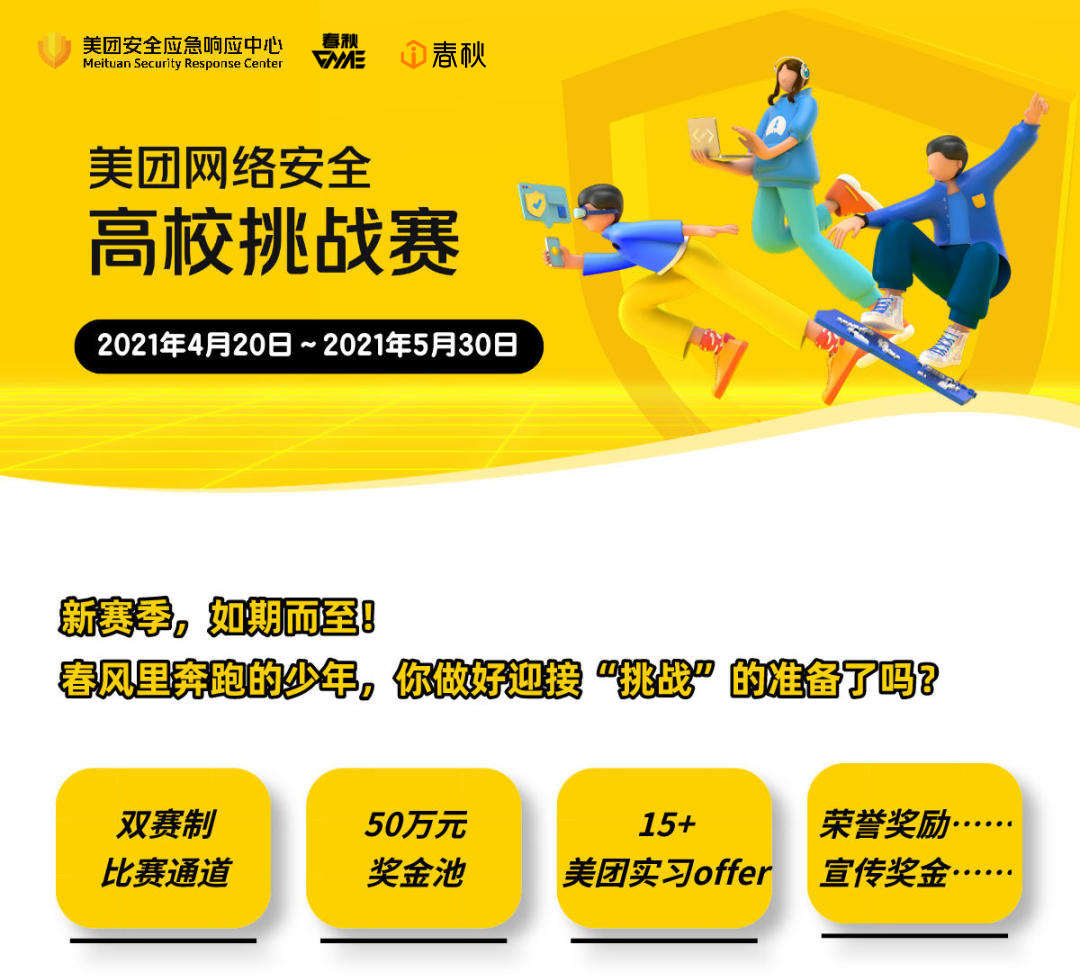 美团安全应急响应中心
Meituan Security Response Center
春秋
GAME
春秋
美团网络安全
高校挑战赛
2021年4月20日 ~ 2021年5月30日
新赛季，如期而至！
春风里奔跑的少年，你做好迎接“挑战”的准备了吗？
双赛制
比赛通道
50万元
奖金池
15+
美团实习offer
荣誉奖励……
宣传奖金……